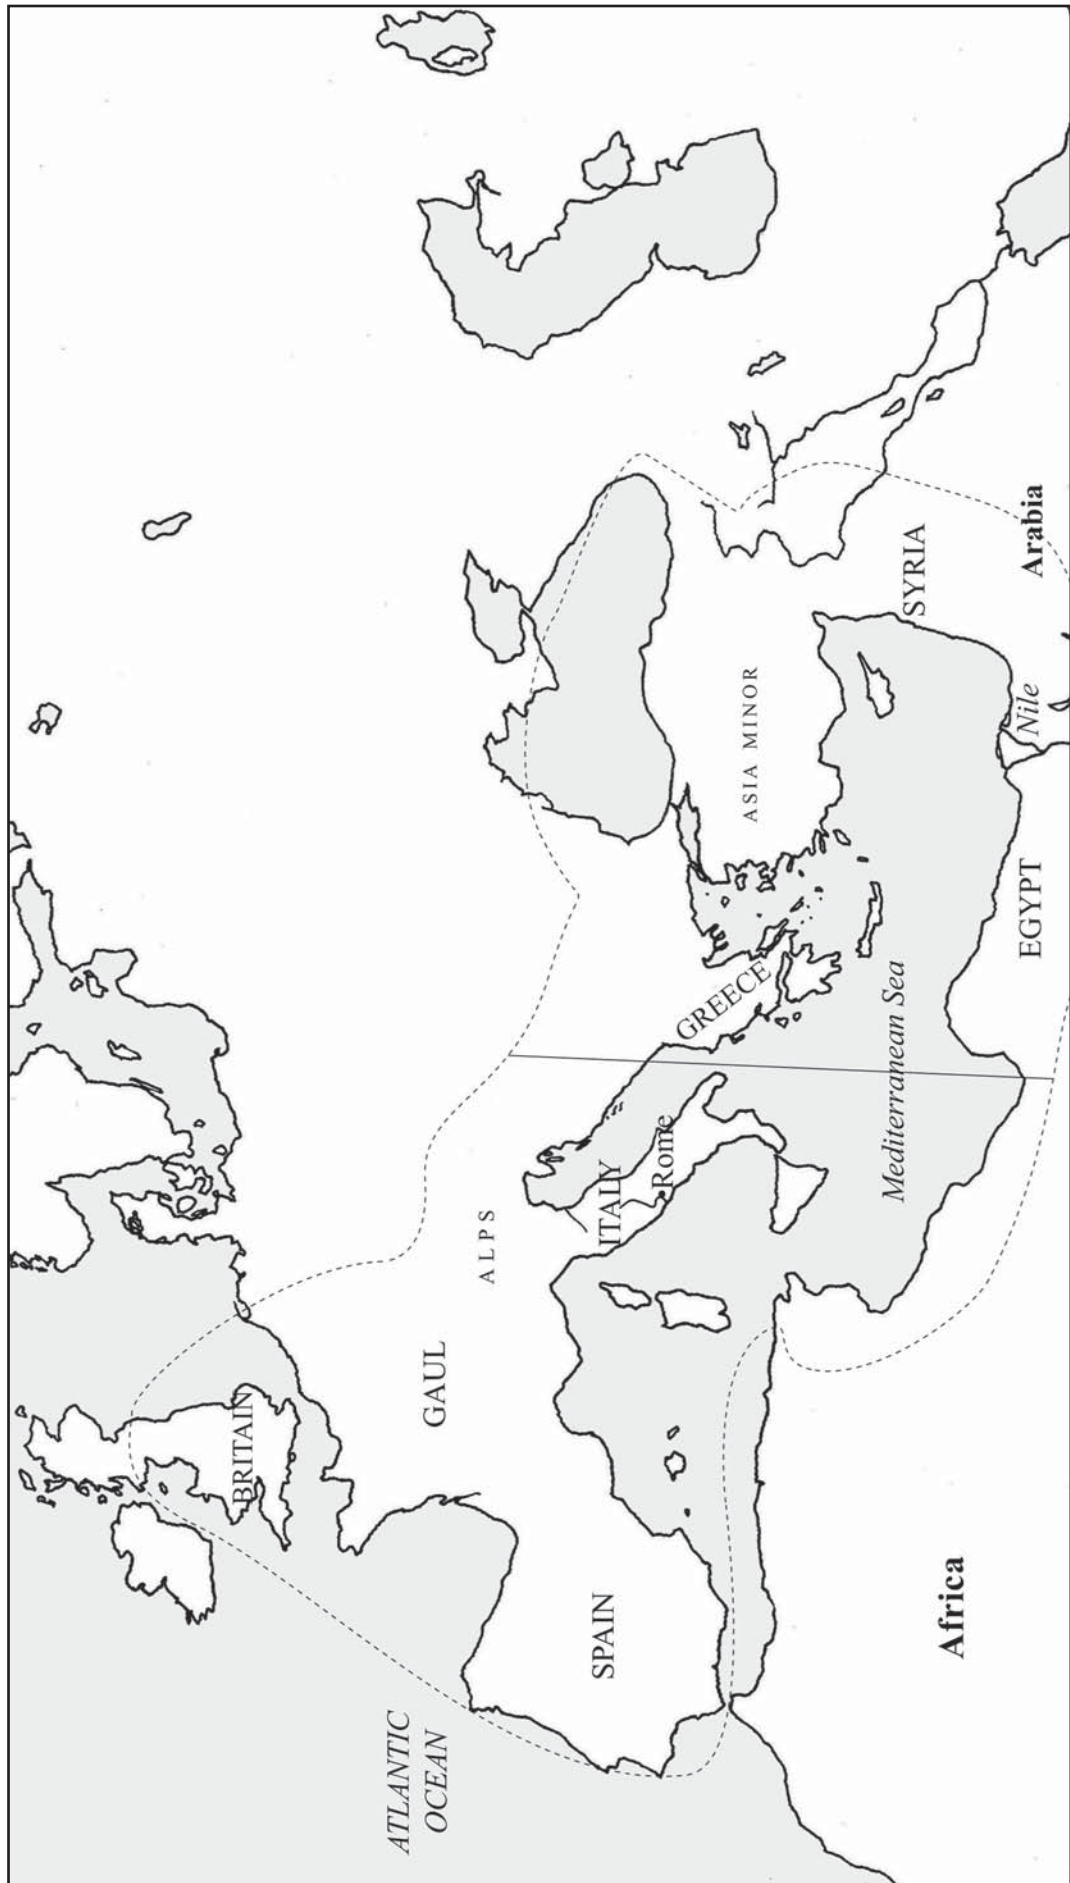 ATLANTIC
OCEAN
BRITAIN
GAUL
ALPS
SPAIN
ITALY
Rome
GREECE
ASIA MINOR
Mediterranean Sea
SYRIA
Africa
EGYPT
Nile
Arabia